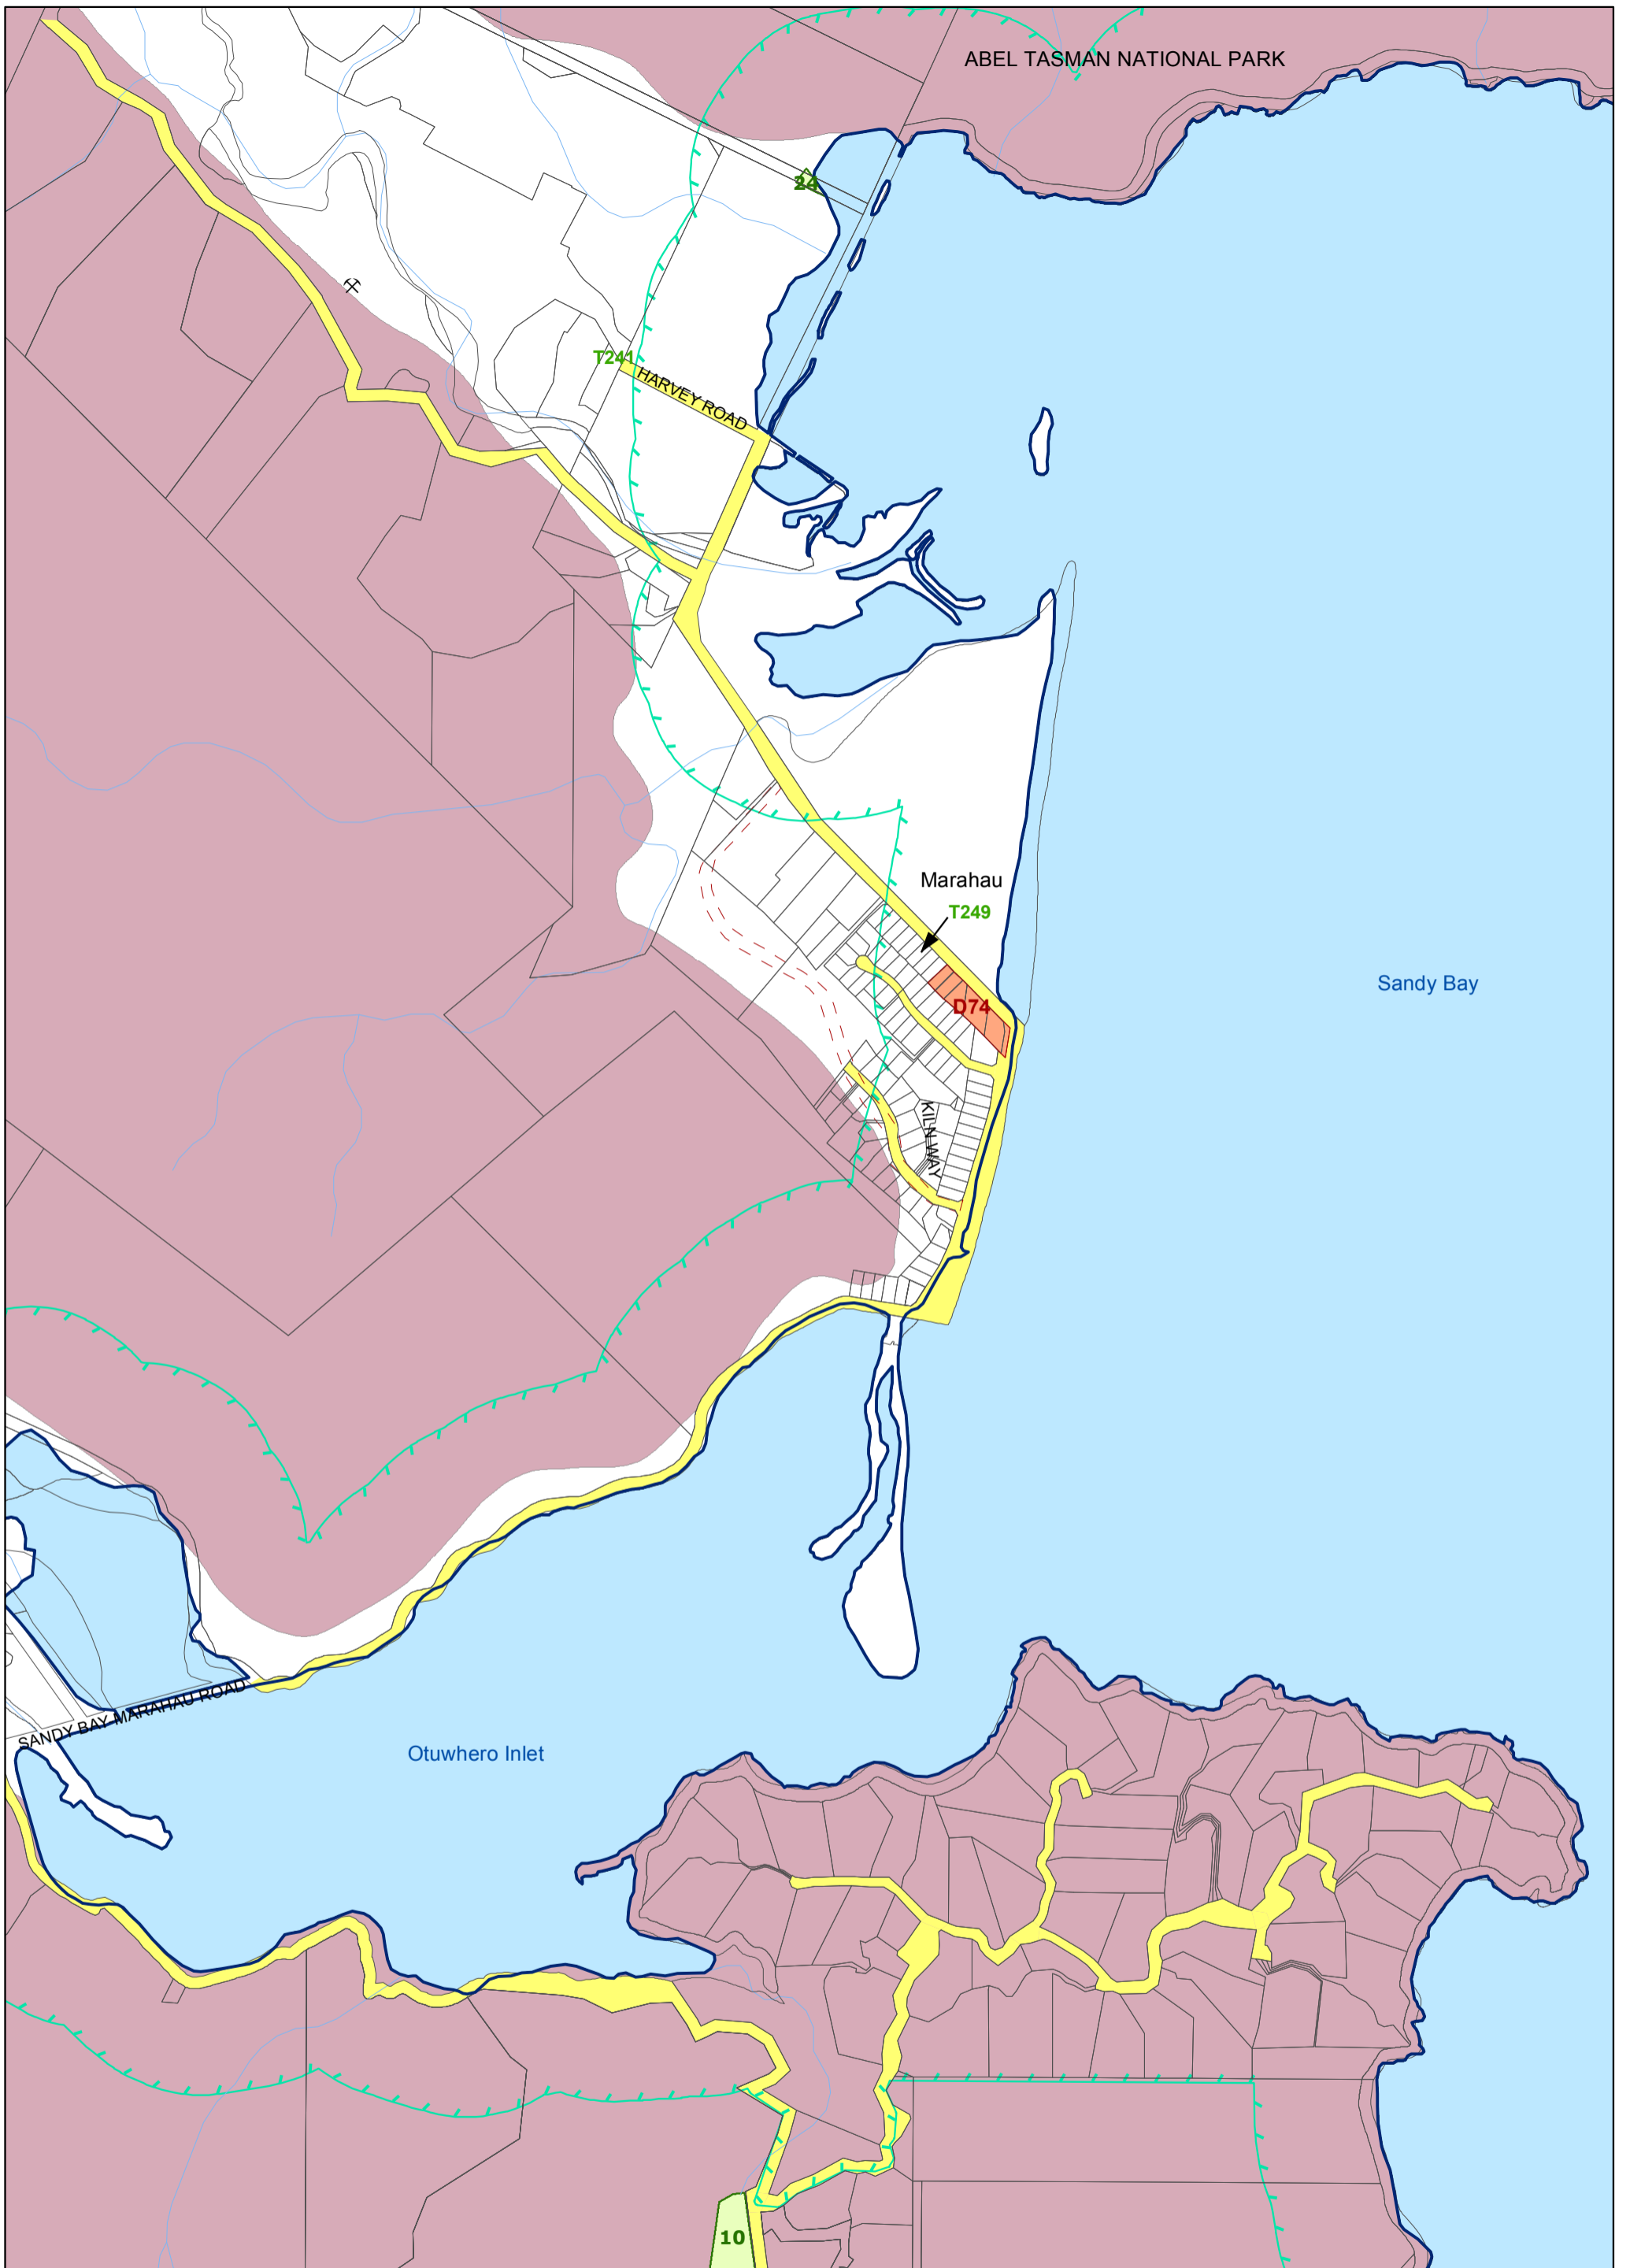 ABEL TASMAN NATIONAL PARK
24
T241
HARVEY ROAD
Marahau
T249
Sandy Bay
D74
KILN WAY
SANDY BAY MARAHAU ROAD
Otuwhero Inlet
10